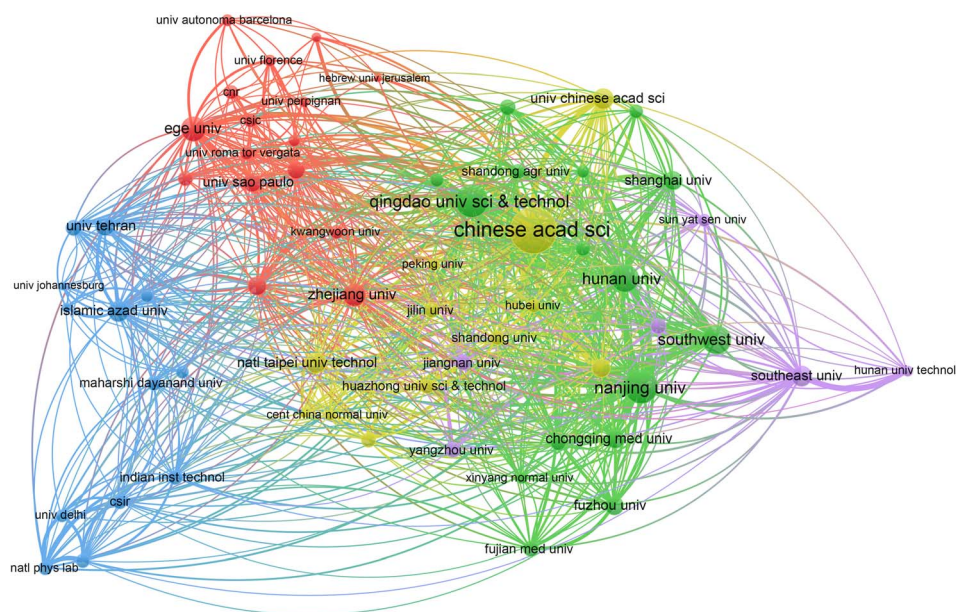 univ autonoma barcelona
univ florence
hebrew univ jerusalem
cnr
univ perpignan
univ chinese acad sci
csic
ege univ
univ roma tor vergata
shandong agr univ
univ sao paulo
shanghai univ
qingdao univ sci & technol
sun yat sen univ
univ tehran
chinese acad sci
kwangwoon univ
peking univ
hunan univ
univ johannesburg
zhejiang univ
islamic azad univ
jilin univ
hubei univ
shandong univ
southwest univ
natl taipei univ technol
jiangnan univ
hunan univ technol
southeast univ
maharshi dayanand univ
huazhong univ sci & technol
nanjing univ
cent china normal univ
chongqing med univ
yangzhou univ
indian inst technol
xinyang normal univ
csir
fuzhou univ
univ delhi
fujian med univ
natl phys lab